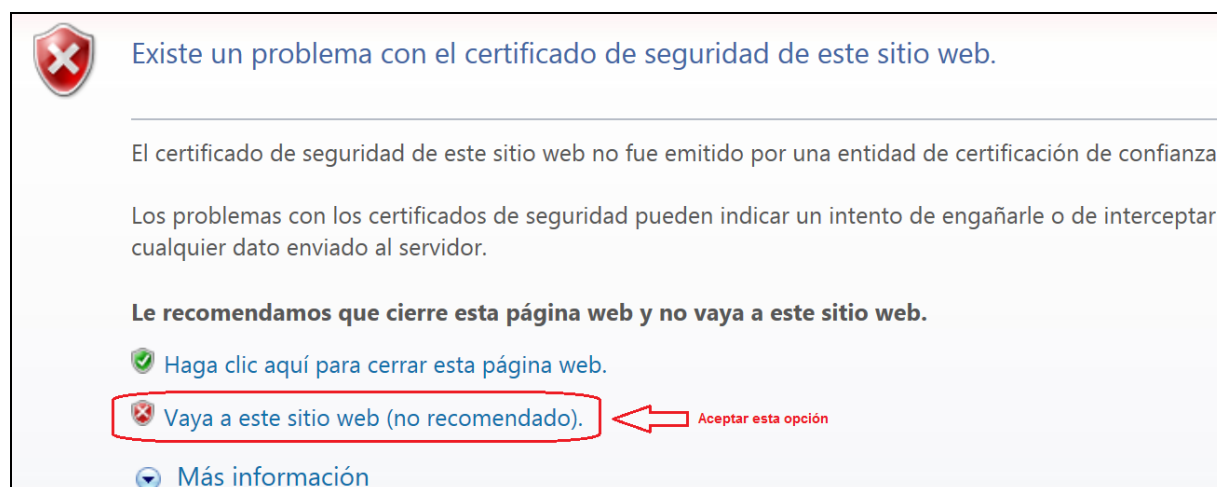 Existe un problema con el certificado de seguridad de este sitio web.
El certificado de seguridad de este sitio web no fue emitido por una entidad de certificación de confianza
Los problemas con los certificados de seguridad pueden indicar un intento de engañarle o de interceptar
cualquier dato enviado al servidor.
Le recomendamos que cierre esta página web y no vaya a este sitio web.
Haga clic aquí para cerrar esta página web.
Vaya a este sitio web (no recomendado). Aceptar esta opción
Más información